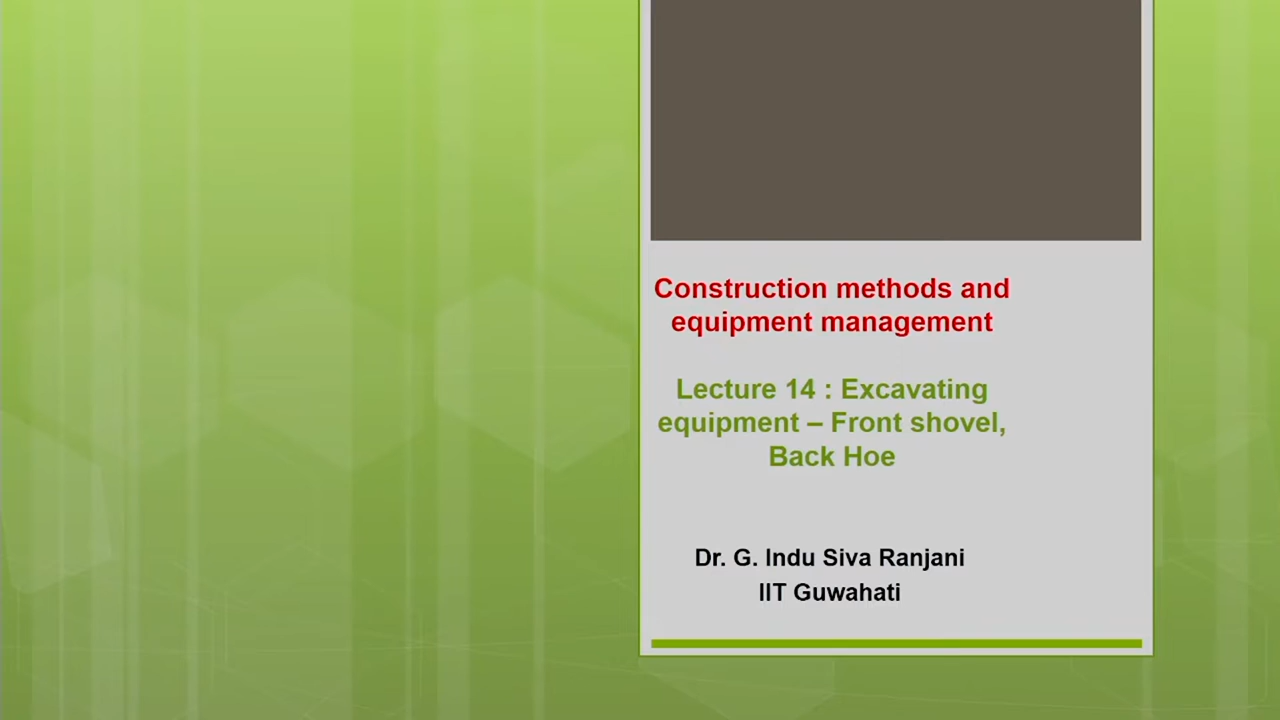 Construction methods and
equipment management
Lecture 14 : Excavating
equipment – Front shovel,
Back Hoe
Dr. G. Indu Siva Ranjani
IIT Guwahati